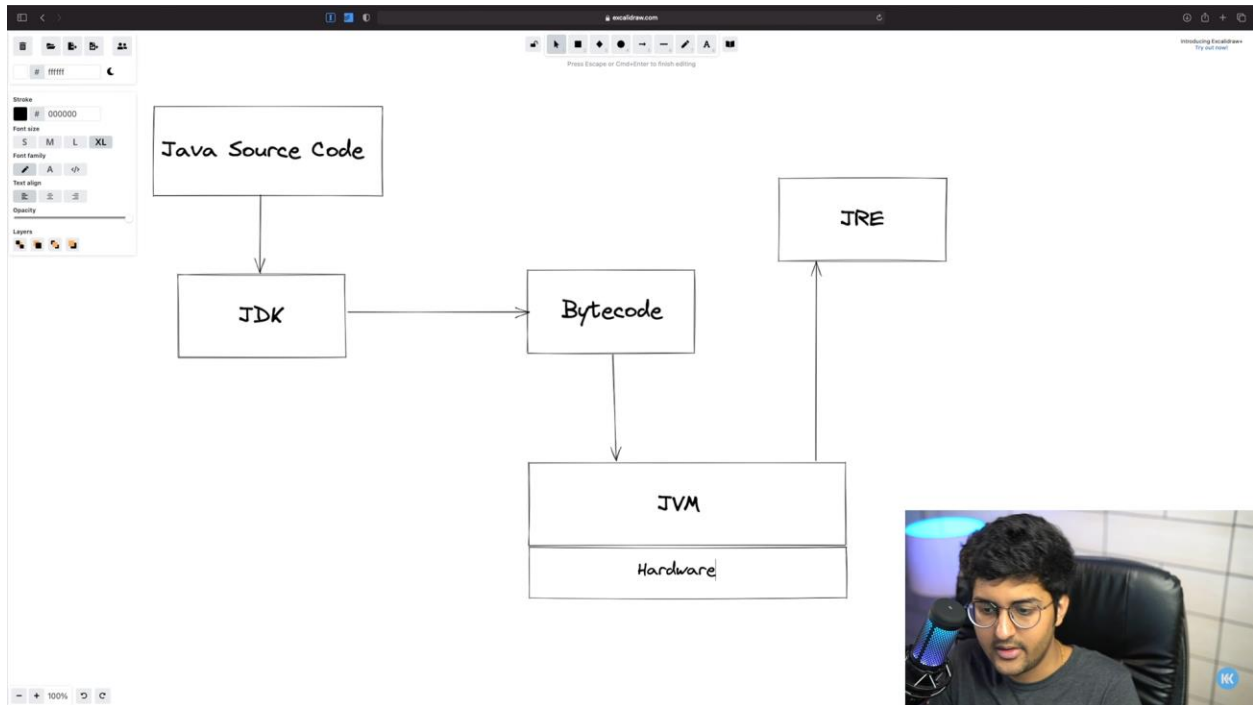 excalidraw.com
Introducing Excalidraw+
Try out now!
Press Escape or Cmd+Enter to finish editing
# ffffff
Stroke
# 000000
Font size
S M L XL
Font family
A </>
Text align
Opacity
Layers
Java Source Code
JRE
JDK
Bytecode
JVM
Hardware
- + 100%